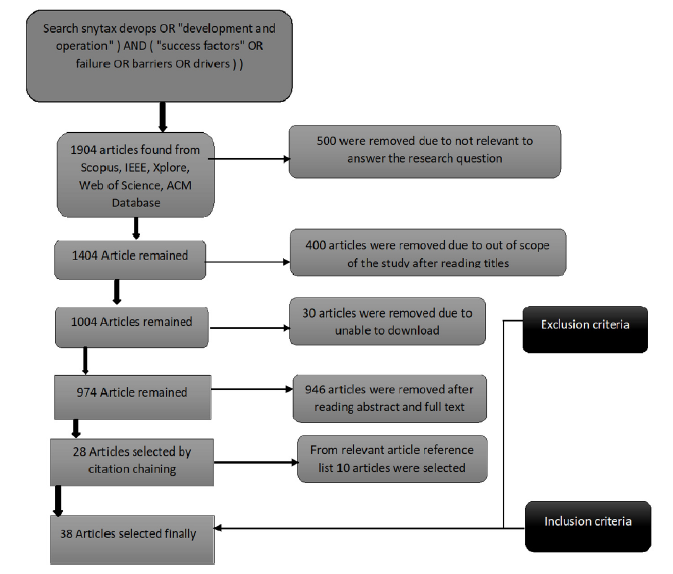 Search snytax devops OR "development and
operation" ) AND ( "success factors" OR
failure OR barriers OR drivers ) )
1904 articles found from
Scopus, IEEE, Xplore,
Web of Science, ACM
Database
500 were removed due to not relevant to
answer the research question
1404 Article remained
400 articles were removed due to out of scope
of the study after reading titles
1004 Articles remained
30 articles were removed due to
unable to download
Exclusion criteria
974 Article remained
946 articles were removed after
reading abstract and full text
28 Articles selected by
citation chaining
From relevant article reference
list 10 articles were selected
38 Articles selected finally
Inclusion criteria